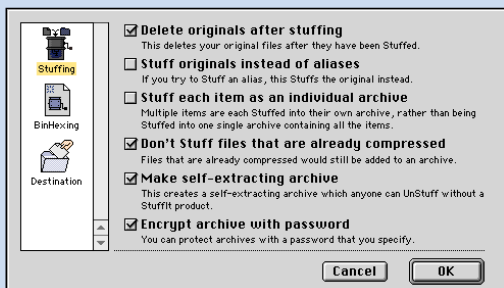 Stuffing
BinHexing
Destination
Delete originals after stuffing
This deletes your original files after they have been Stuffed.
Stuff originals instead of aliases
If you try to Stuff an alias, this Stuffs the original instead.
Stuff each item as an individual archive
Multiple items are each Stuffed into their own archive, rather than being
Stuffed into one single archive containing all the items.
Don't Stuff files that are already compressed
Files that are already compressed would still be added to an archive.
Make self-extracting archive
This creates a self-extracting archive which anyone can UnStuff without a
StuffIt product.
Encrypt archive with password
You can protect archives with a password that you specify.
Cancel
OK